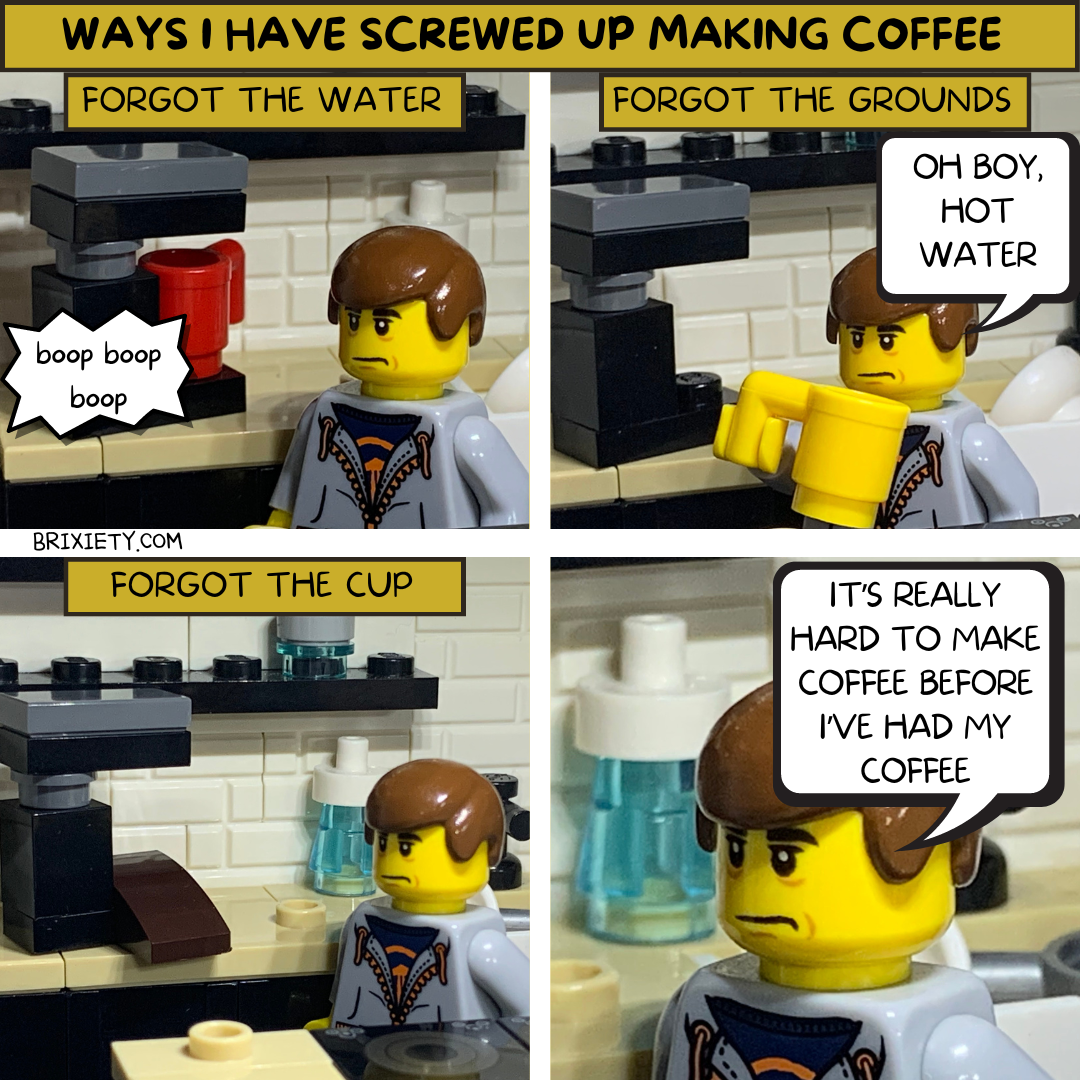 WAYS I HAVE SCREWED UP MAKING COFFEE
FORGOT THE WATER
boop boop
boop
FORGOT THE GROUNDS
OH BOY,
HOT
WATER
BRIXIETY.COM
FORGOT THE CUP
IT'S REALLY
HARD TO MAKE
COFFEE BEFORE
I'VE HAD MY
COFFEE